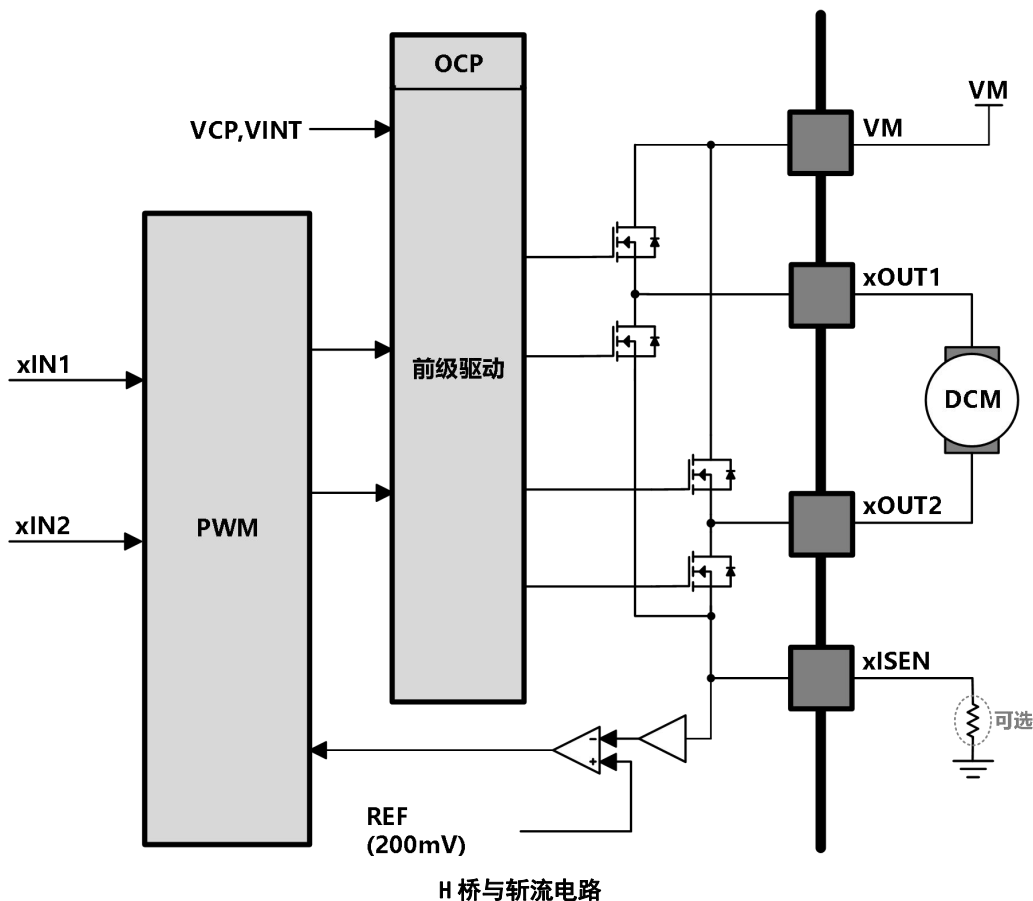 OCP
VM
VCP,VINT
VM
xOUT1
xIN1
前级驱动
DCM
xIN2
PWM
xOUT2
xISEN
可选
-
+
REF
(200mV)
H 桥与斩流电路